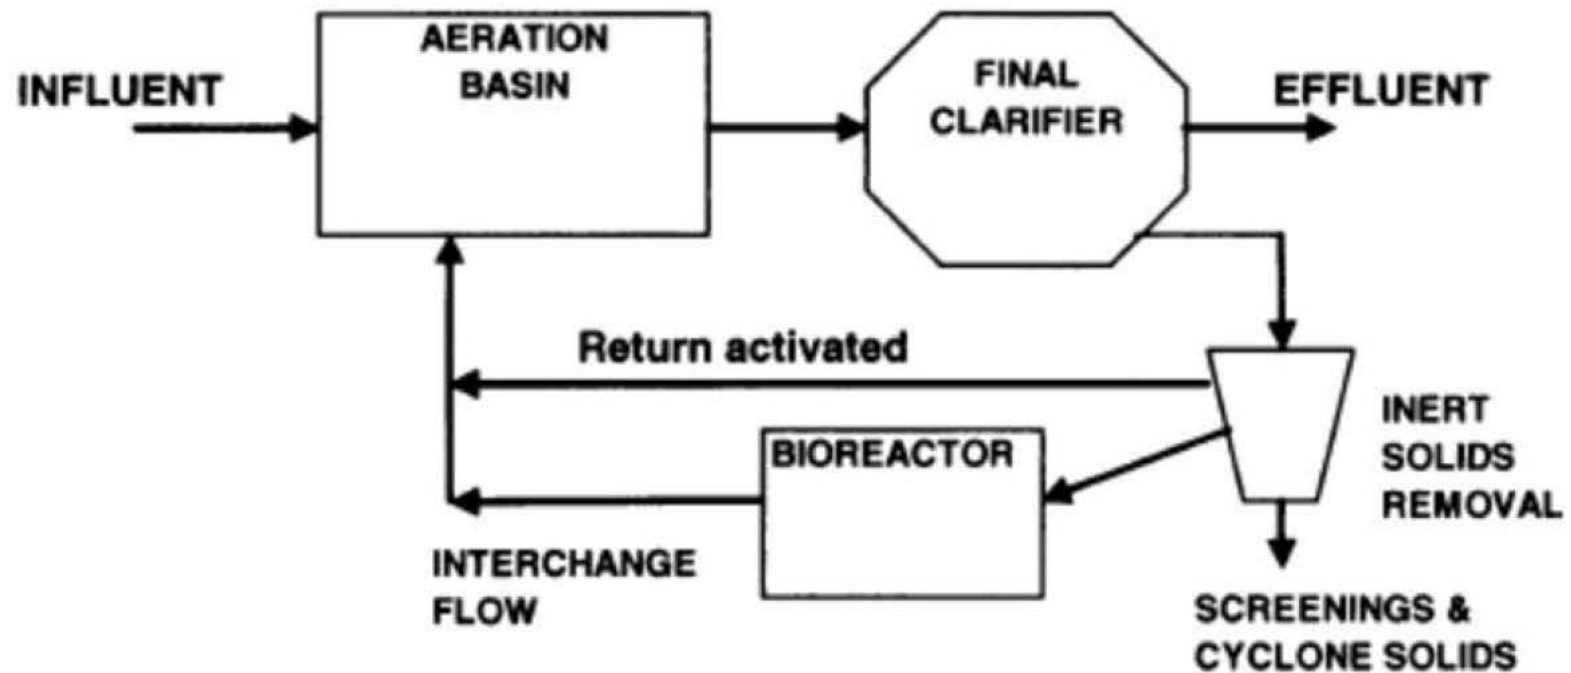 INFLUENT
AERATION
BASIN
FINAL
CLARIFIER
EFFLUENT
Return activated
BIOREACTOR
INERT
SOLIDS
REMOVAL
INTERCHANGE
FLOW
SCREENINGS &
CYCLONE SOLIDS